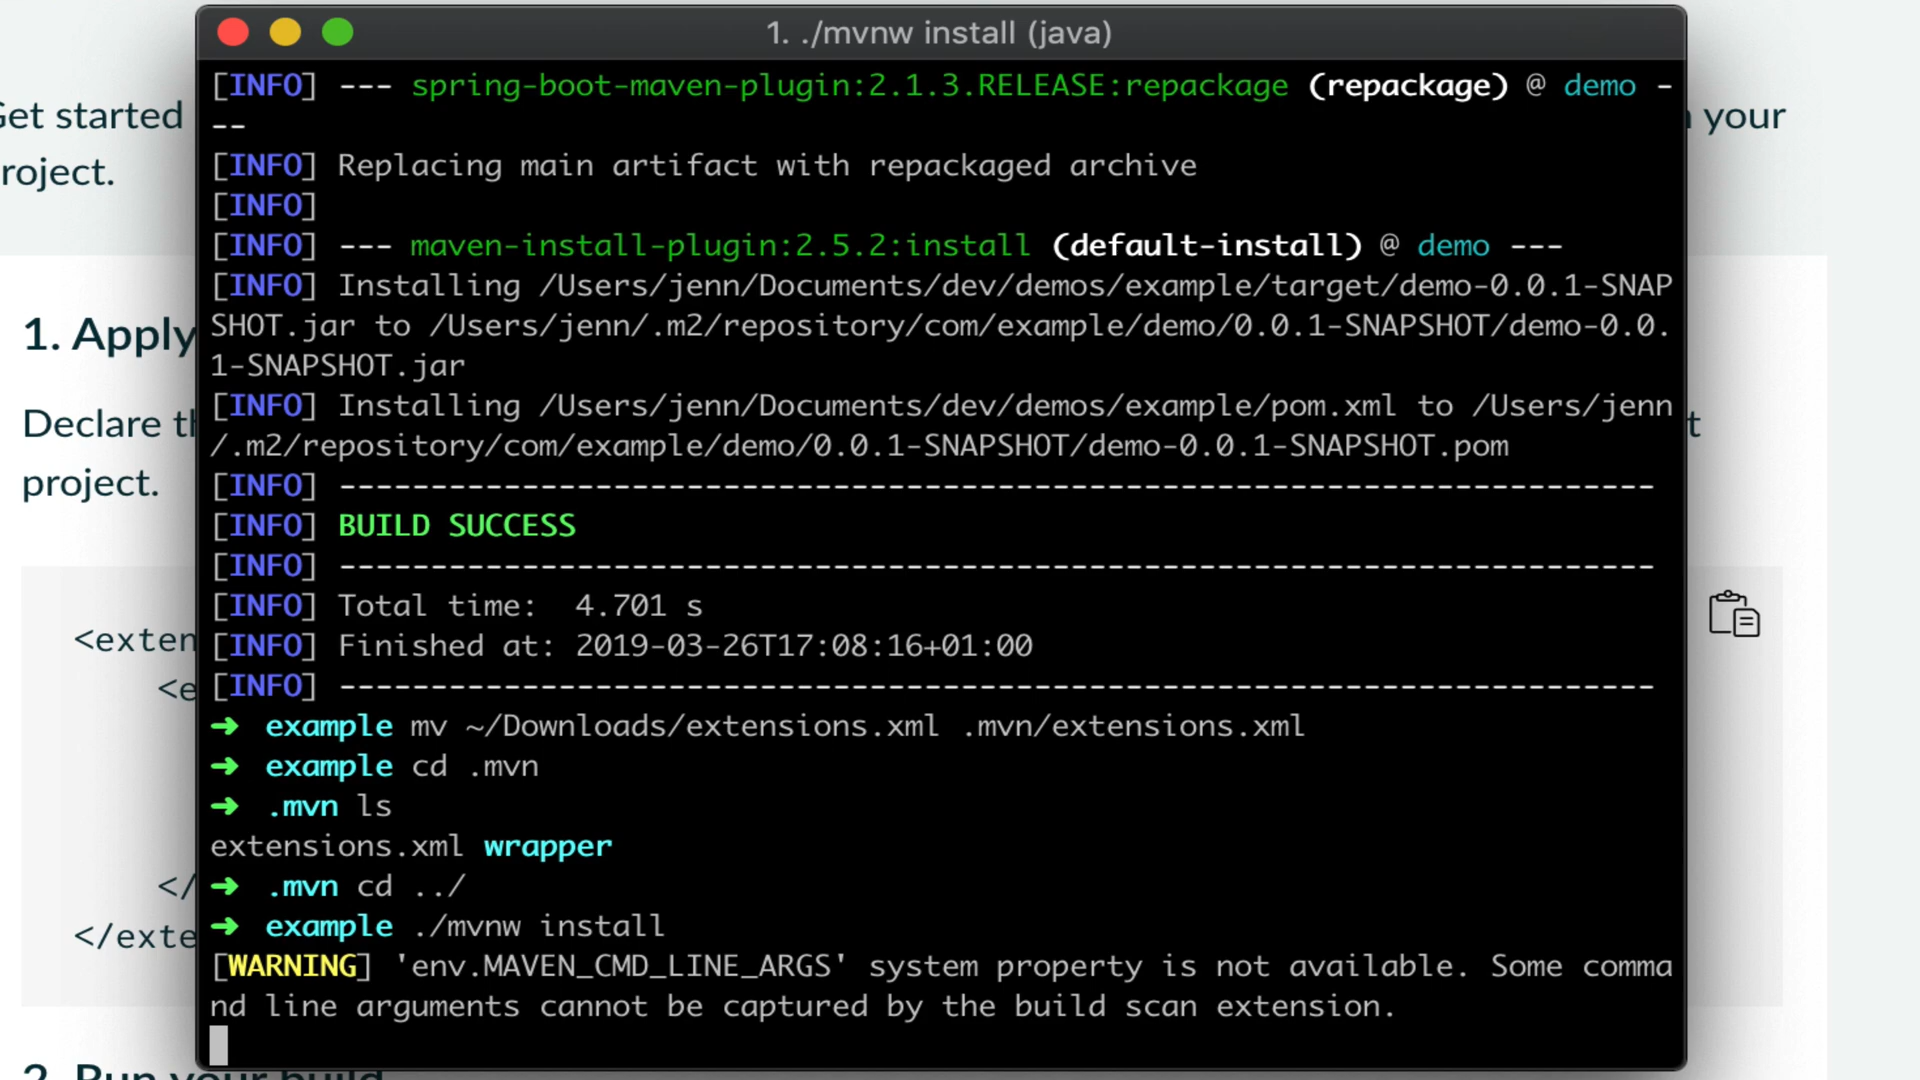 1. ./mvnw install (java)
[INFO] --- spring-boot-maven-plugin:2.1.3.RELEASE:repackage (repackage) @ demo -
--
[INFO] Replacing main artifact with repackaged archive
[INFO]
[INFO] --- maven-install-plugin:2.5.2:install (default-install) @ demo ---
[INFO] Installing /Users/jenn/Documents/dev/demos/example/target/demo-0.0.1-SNAP
SHOT.jar to /Users/jenn/.m2/repository/com/example/demo/0.0.1-SNAPSHOT/demo-0.0.
1-SNAPSHOT.jar
[INFO] Installing /Users/jenn/Documents/dev/demos/example/pom.xml to /Users/jenn
/.m2/repository/com/example/demo/0.0.1-SNAPSHOT/demo-0.0.1-SNAPSHOT.pom
[INFO] ------------------------------------------------------------------------
[INFO] BUILD SUCCESS
[INFO] ------------------------------------------------------------------------
[INFO] Total time:  4.701 s
[INFO] Finished at: 2019-03-26T17:08:16+01:00
[INFO] ------------------------------------------------------------------------
➜  example mv ~/Downloads/extensions.xml .mvn/extensions.xml
➜  example cd .mvn
➜  .mvn ls
extensions.xml wrapper
➜  .mvn cd ../
➜  example ./mvnw install
[WARNING] 'env.MAVEN_CMD_LINE_ARGS' system property is not available. Some comma
nd line arguments cannot be captured by the build scan extension.
Get started
your
roject.
1. Apply
Declare
project.
<exten
<e
</
</exte
2. Run your build